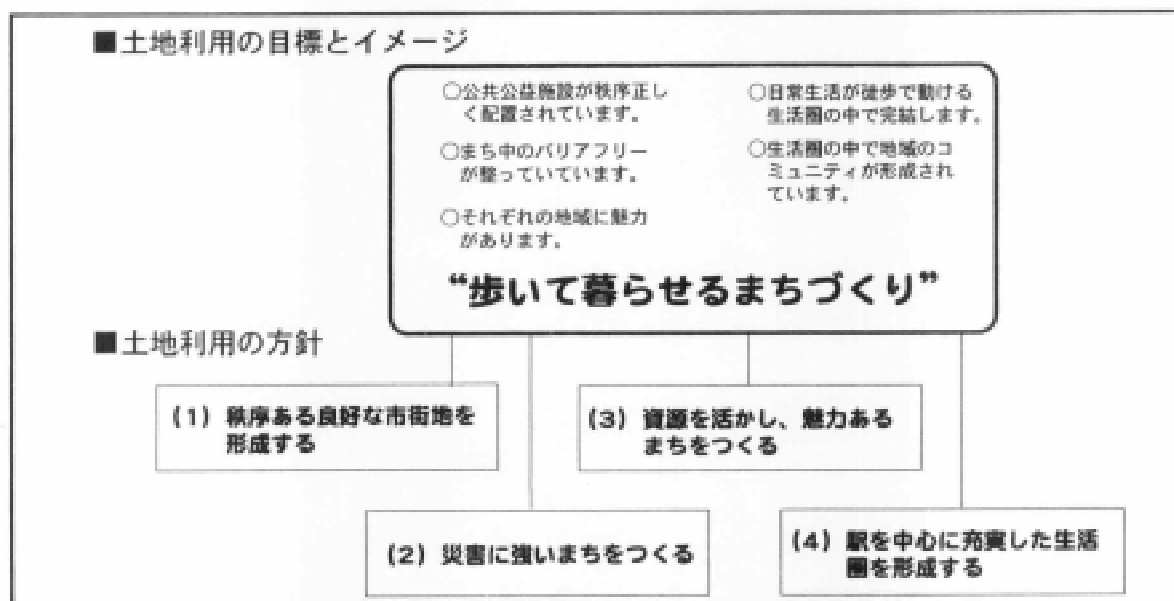 ■土地利用の目標とイメージ
○公共公益施設が秩序正し
く配置されています。
○まち中のバリアフリー
が整っていています。
○それぞれの地域に魅力
があります。
○日常生活が徒歩で動ける
生活圏の中で完結します。
○生活圏の中で地域のコ
ミュニティが形成され
ています。
“歩いて暮らせるまちづくり”
■土地利用の方針
(1) 秩序ある良好な市街地を
形成する
(3) 資源を活かし、魅力ある
まちをつくる
(2) 災害に強いまちをつくる
(4) 駅を中心に充実した生活
圏を形成する